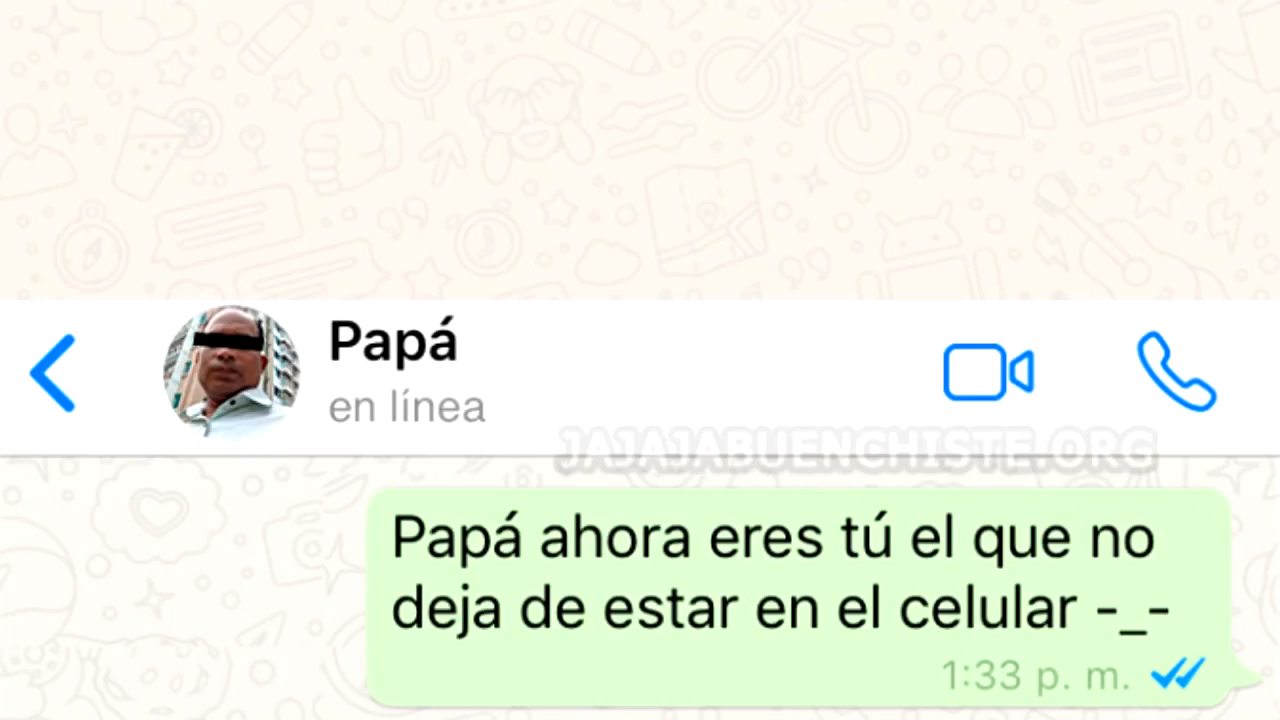 Papá
en línea
JAJAJABUENCHISTE.ORG
Papá ahora eres tú el que no
deja de estar en el celular -_-
1:33 p. m.